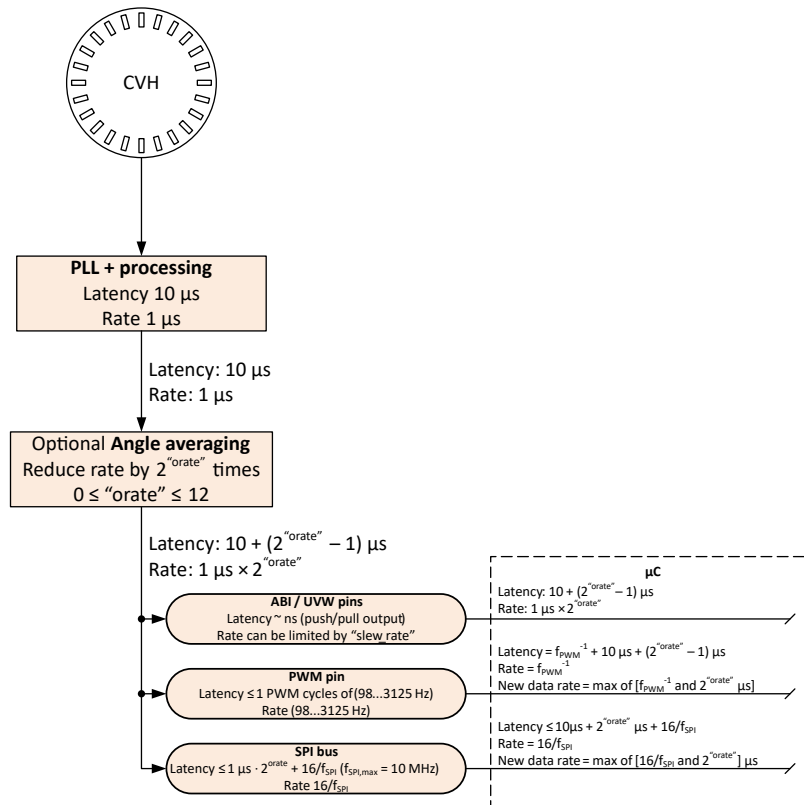 CVH
PLL + processing
Latency 10 µs
Rate 1 µs
Latency: 10 µs
Rate: 1 µs
Optional Angle averaging
Reduce rate by 2^“orate” times
0 ≤ “orate” ≤ 12
Latency: 10 + (2^“orate” – 1) µs
Rate: 1 µs × 2^“orate”
ABI / UVW pins
Latency ~ ns (push/pull output)
Rate can be limited by “slew_rate”
PWM pin
Latency ≤ 1 PWM cycles of (98...3125 Hz)
Rate (98...3125 Hz)
SPI bus
Latency ≤ 1 µs · 2^orate + 16/f_SPI (f_SPI,max = 10 MHz)
Rate 16/f_SPI
µC
Latency: 10 + (2^“orate” – 1) µs
Rate: 1 µs × 2^“orate”
Latency = f_PWM^-1 + 10 µs + (2^“orate” – 1) µs
Rate = f_PWM^-1
New data rate = max of [f_PWM^-1 and 2^“orate” µs]
Latency ≤ 10µs + 2^“orate” µs + 16/f_SPI
Rate = 16/f_SPI
New data rate = max of [16/f_SPI and 2^“orate”] µs